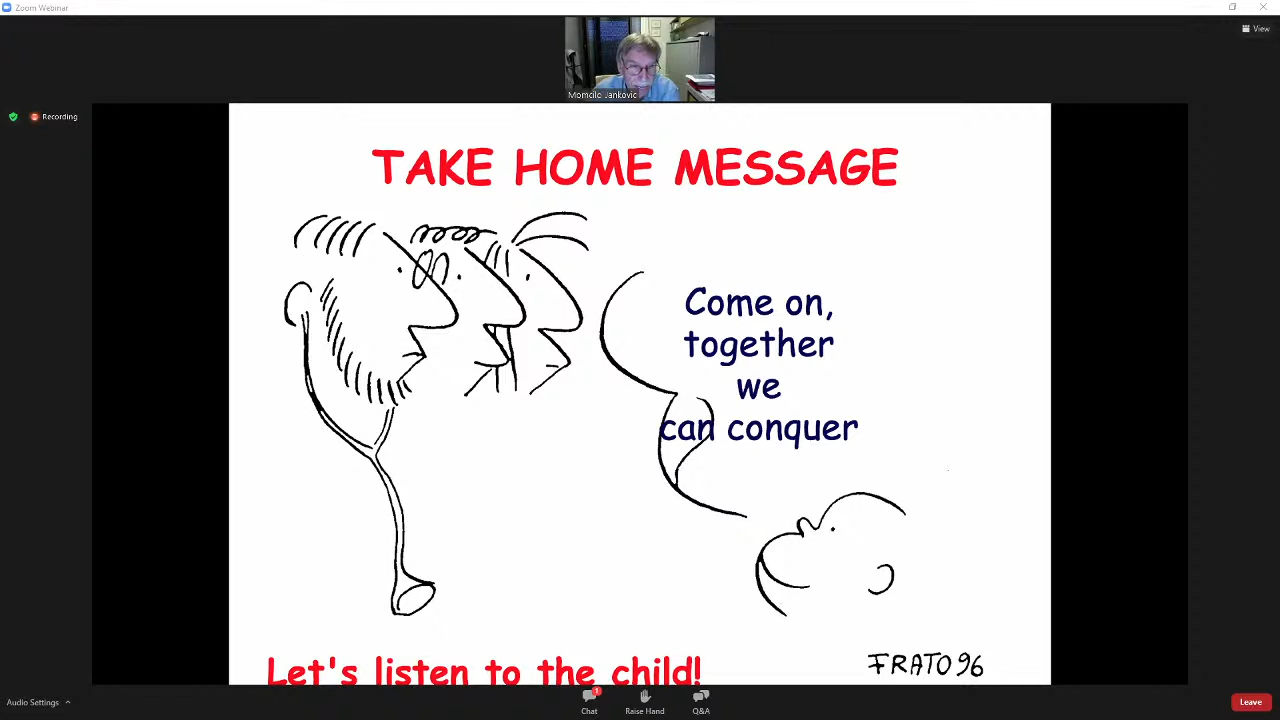 Zoom Webinar
View
Momcilo Jankovic
Recording
TAKE HOME MESSAGE
Come on,
together
we
can conquer
FRATO 96
Let's listen to the child!
Audio Settings
1
Chat
Raise Hand
Q&A
Leave